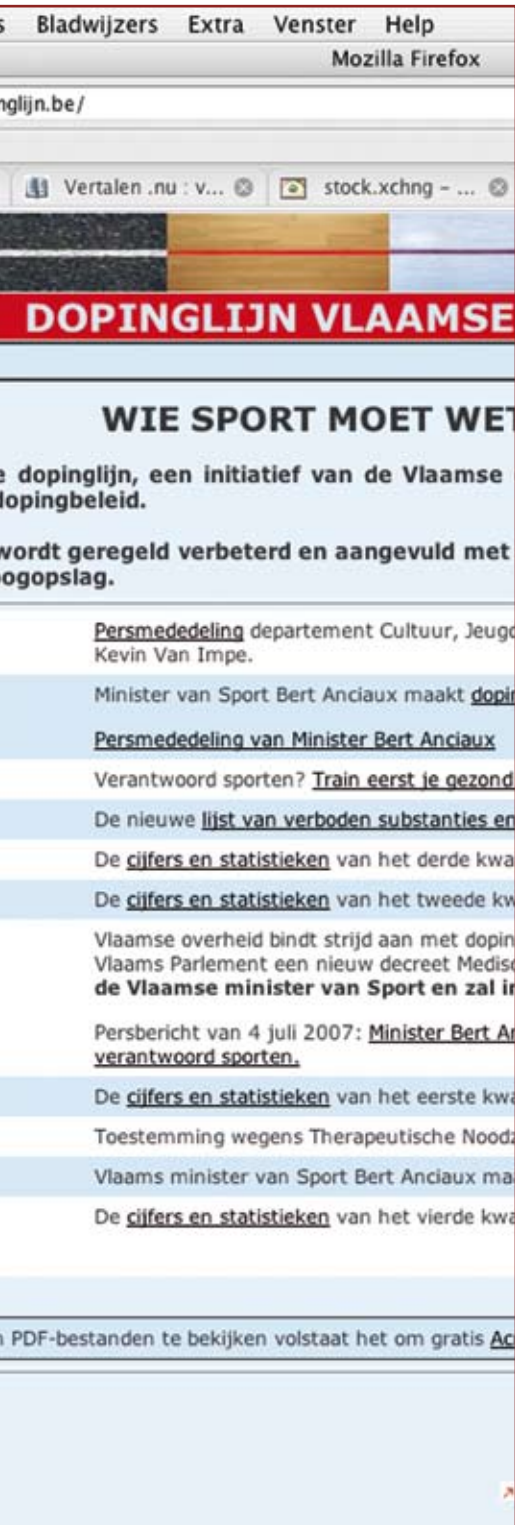 s Bladwijzers Extra Venster Help
Mozilla Firefox
nglijn.be/
Vertalen .nu : v... stock.xchng – ...
DOPINGLIJN VLAAMSE
WIE SPORT MOET WET
e dopinglijn, een initiatief van de Vlaamse
dopingbeleid.
wordt geregeld verbeterd en aangevuld met
oogopslag.
Persmededeling departement Cultuur, Jeugd
Kevin Van Impe.
Minister van Sport Bert Anciaux maakt dopin
Persmededeling van Minister Bert Anciaux
Verantwoord sporten? Train eerst je gezond
De nieuwe lijst van verboden substanties en
De cijfers en statistieken van het derde kwa
De cijfers en statistieken van het tweede kw
Vlaamse overheid bindt strijd aan met dopin
Vlaams Parlement een nieuw decreet Medisc
de Vlaamse minister van Sport en zal in
Persbericht van 4 juli 2007: Minister Bert An
verantwoord sporten.
De cijfers en statistieken van het eerste kwa
Toestemming wegens Therapeutische Noodz
Vlaams minister van Sport Bert Anciaux maa
De cijfers en statistieken van het vierde kwa
n PDF-bestanden te bekijken volstaat het om gratis Ac